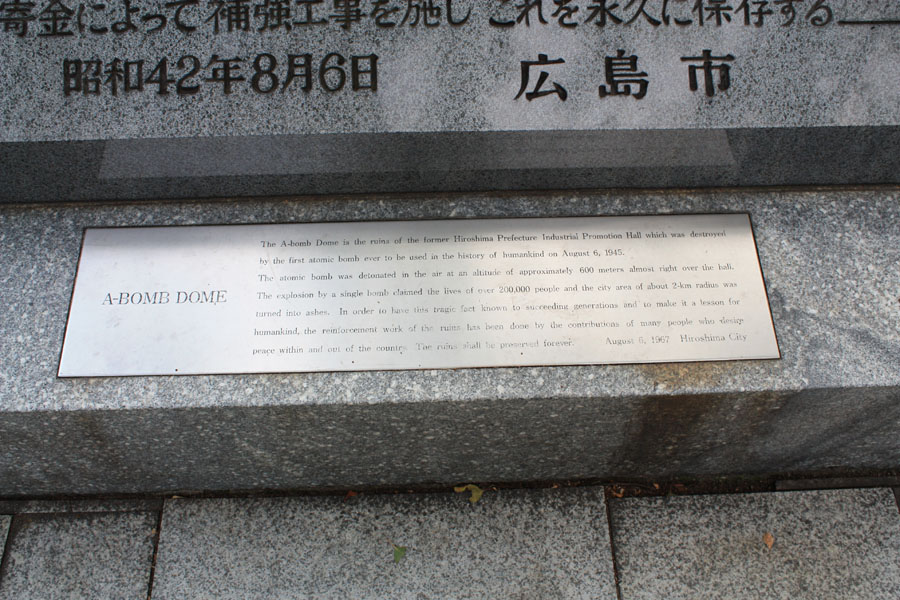 寄金によって補強工事を施し これを永久に保存する
昭和42年8月6日 広島市
A-BOMB DOME
The A-bomb Dome is the ruins of the former Hiroshima Prefecture Industrial Promotion Hall which was destroyed
by the first atomic bomb ever to be used in the history of humankind on August 6, 1945.
The atomic bomb was detonated in the air at an altitude of approximately 600 meters almost right over the hall.
The explosion by a single bomb claimed the lives of over 200,000 people and the city area of about 2-km radius was
turned into ashes. In order to have this tragic fact known to succeeding generations and to make it a lesson for
humankind, the reinforcement work of the ruins has been done by the contributions of many people who desire
peace within and out of the country. The ruins shall be preserved forever. August 6, 1967 Hiroshima City